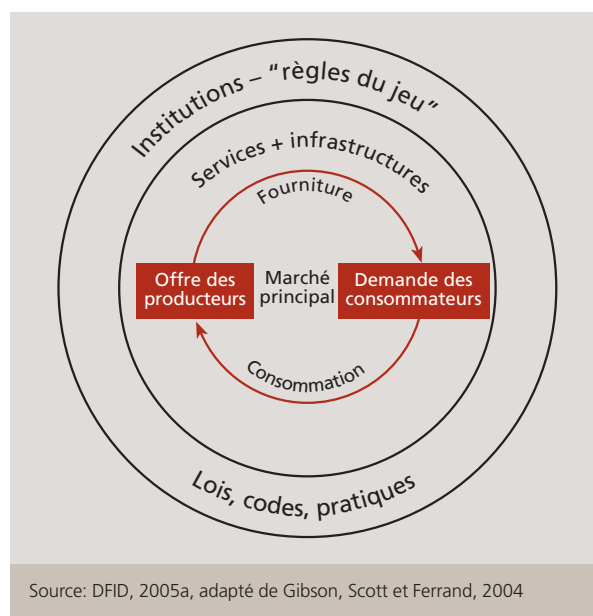 Institutions – “règles du jeu”
Services + infrastructures
Fourniture
Offre des
producteurs
Marché
principal
Demande des
consommateurs
Consommation
Lois, codes, pratiques
Source: DFID, 2005a, adapté de Gibson, Scott et Ferrand, 2004